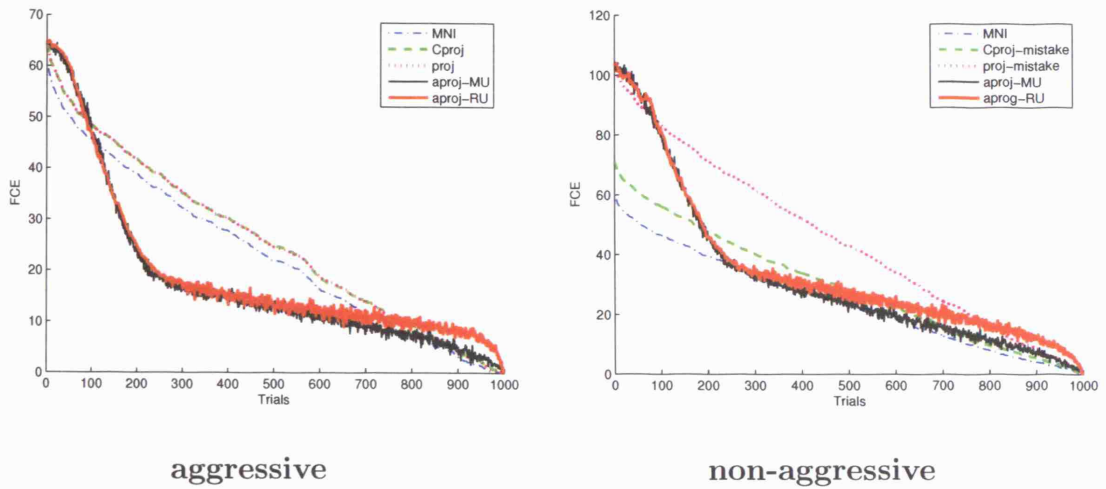 70
60
50
40
30
20
10
0
FCE
0 100 200 300 400 500 600 700 800 900 1000
Trials
MNI
Cproj
proj
aproj-MU
aproj-RU
aggressive
120
100
80
60
40
20
0
FCE
0 100 200 300 400 500 600 700 800 900 1000
Trials
MNI
Cproj-mistake
proj-mistake
aproj-MU
aprog-RU
non-aggressive